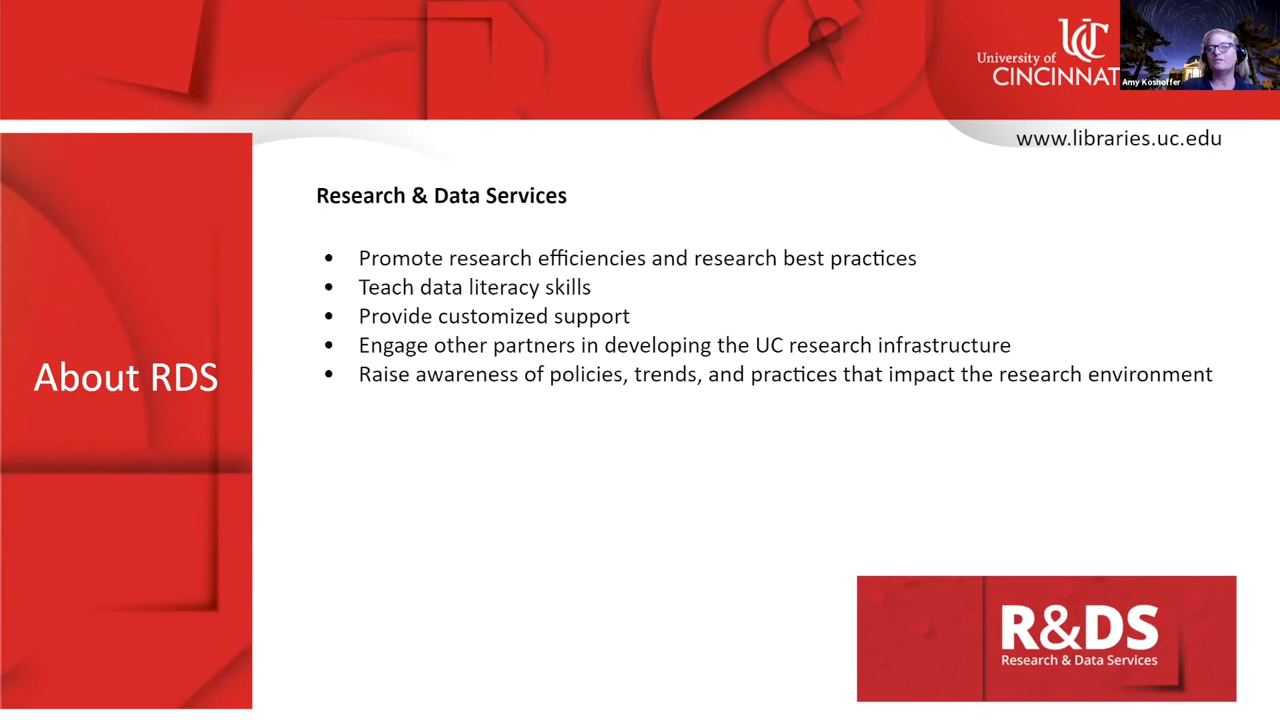 University of
CINCINNAT
Amy Koshoffer
www.libraries.uc.edu
Research & Data Services
• Promote research efficiencies and research best practices
• Teach data literacy skills
• Provide customized support
• Engage other partners in developing the UC research infrastructure
• Raise awareness of policies, trends, and practices that impact the research environment
About RDS
R&DS
Research & Data Services